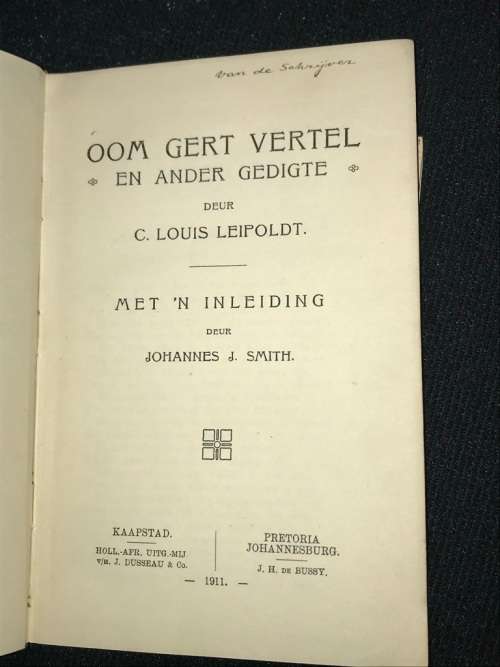 van de Schrijver
OOM GERT VERTEL
EN ANDER GEDIGTE
DEUR
C. LOUIS LEIPOLDT.
MET 'N INLEIDING
DEUR
JOHANNES J. SMITH.
KAAPSTAD.
HOLL.-AFR. UITG.-MIJ
v/h. J. DUSSEAU & Co.
PRETORIA
JOHANNESBURG.
J. H. DE BUSSY.
— 1911. —